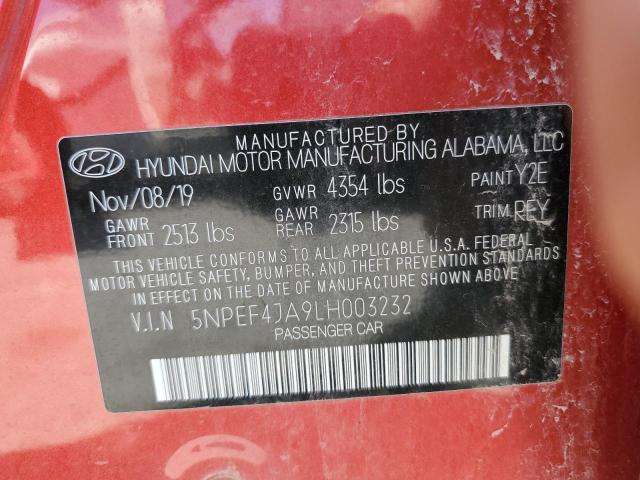 MANUFACTURED BY
HYUNDAI MOTOR MANUFACTURING ALABAMA, LLC
Nov/08/19 GVWR 4354 lbs PAINT Y2E
GAWR FRONT 2513 lbs GAWR REAR 2315 lbs TRIM REY
THIS VEHICLE CONFORMS TO ALL APPLICABLE U.S.A. FEDERAL
MOTOR VEHICLE SAFETY, BUMPER, AND THEFT PREVENTION STANDARDS
IN EFFECT ON THE DATE OF MANUFACTURE SHOWN ABOVE
V.I.N 5NPEF4JA9LH003232
PASSENGER CAR